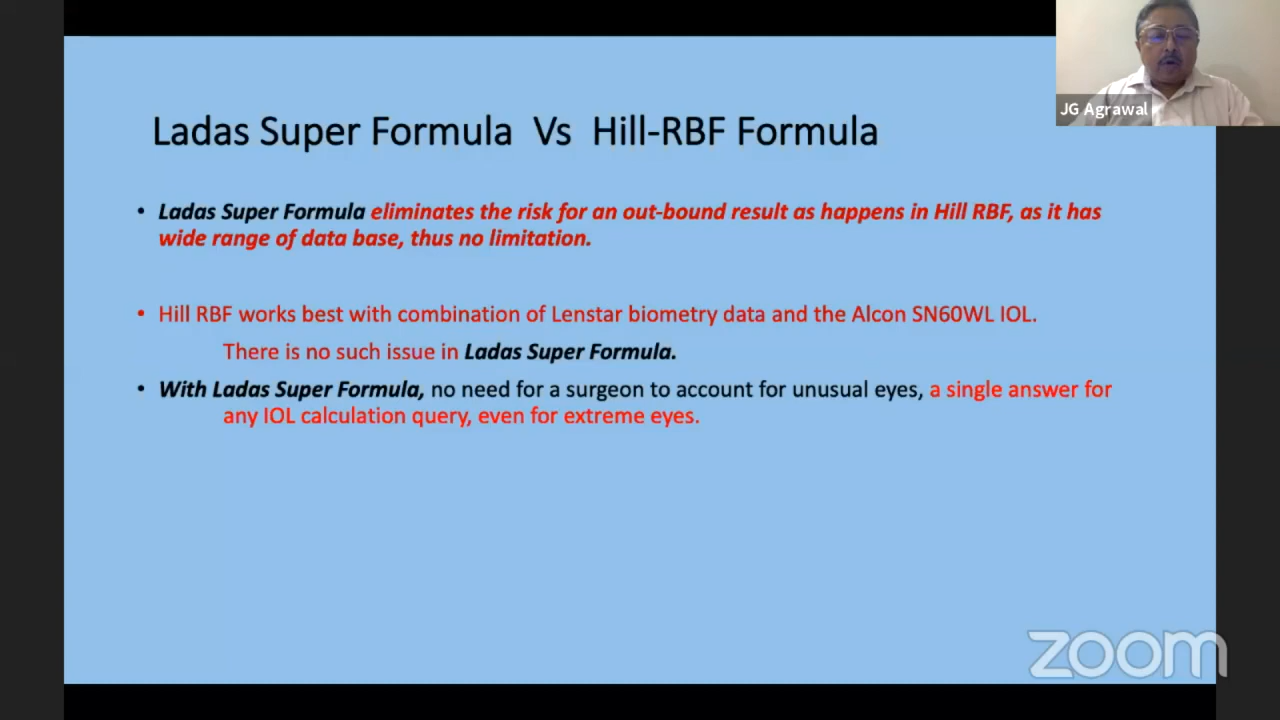 JG Agrawal
Ladas Super Formula Vs Hill-RBF Formula
• Ladas Super Formula eliminates the risk for an out-bound result as happens in Hill RBF, as it has
wide range of data base, thus no limitation.
• Hill RBF works best with combination of Lenstar biometry data and the Alcon SN60WL IOL.
There is no such issue in Ladas Super Formula.
• With Ladas Super Formula, no need for a surgeon to account for unusual eyes, a single answer for
any IOL calculation query, even for extreme eyes.
zoom